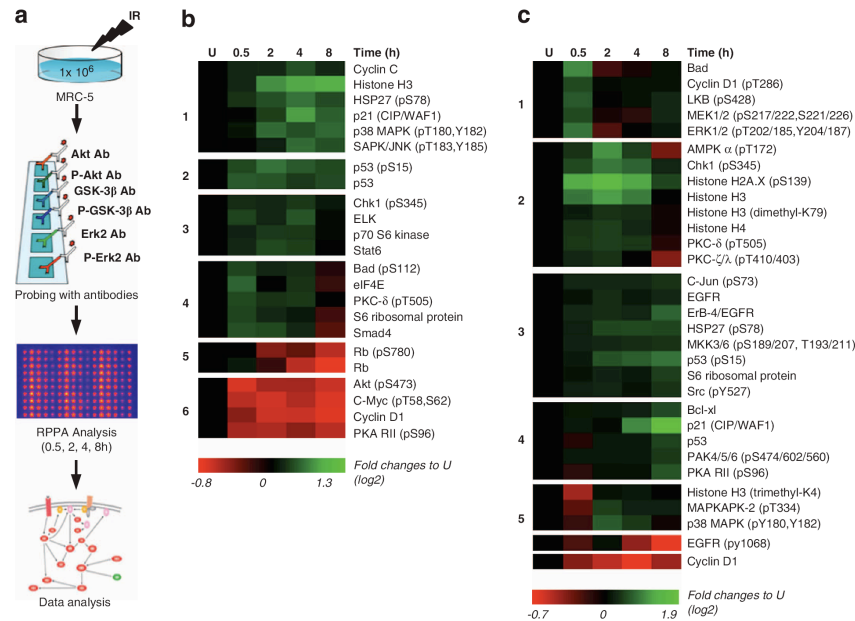 a
IR
1x 10⁶
MRC-5
Akt Ab
P-Akt Ab
GSK-3β Ab
P-GSK-3β Ab
Erk2 Ab
P-Erk2 Ab
Probing with antibodies
RPPA Analysis
(0.5, 2, 4, 8h)
Data analysis
b
U 0.5 2 4 8 Time (h)
1
Cyclin C
Histone H3
HSP27 (pS78)
p21 (CIP/WAF1)
p38 MAPK (pT180,Y182)
SAPK/JNK (pT183,Y185)
2
p53 (pS15)
p53
3
Chk1 (pS345)
ELK
p70 S6 kinase
Stat6
4
Bad (pS112)
eIF4E
PKC-δ (pT505)
S6 ribosomal protein
Smad4
5
Rb (pS780)
Rb
6
Akt (pS473)
C-Myc (pT58,S62)
Cyclin D1
PKA RII (pS96)
Fold changes to U
(log2)
-0.8 0 1.3
c
U 0.5 2 4 8 Time (h)
1
Bad
Cyclin D1 (pT286)
LKB (pS428)
MEK1/2 (pS217/222,S221/226)
ERK1/2 (pT202/185,Y204/187)
2
AMPK α (pT172)
Chk1 (pS345)
Histone H2A.X (pS139)
Histone H3
Histone H3 (dimethyl-K79)
Histone H4
PKC-δ (pT505)
PKC-ζ/λ (pT410/403)
3
C-Jun (pS73)
EGFR
ErB-4/EGFR
HSP27 (pS78)
MKK3/6 (pS189/207, T193/211)
p53 (pS15)
S6 ribosomal protein
Src (pY527)
4
Bcl-xl
p21 (CIP/WAF1)
p53
PAK4/5/6 (pS474/602/560)
PKA RII (pS96)
5
Histone H3 (trimethyl-K4)
MAPKAPK-2 (pT334)
p38 MAPK (pY180,Y182)
EGFR (py1068)
Cyclin D1
Fold changes to U
(log2)
-0.7 0 1.9